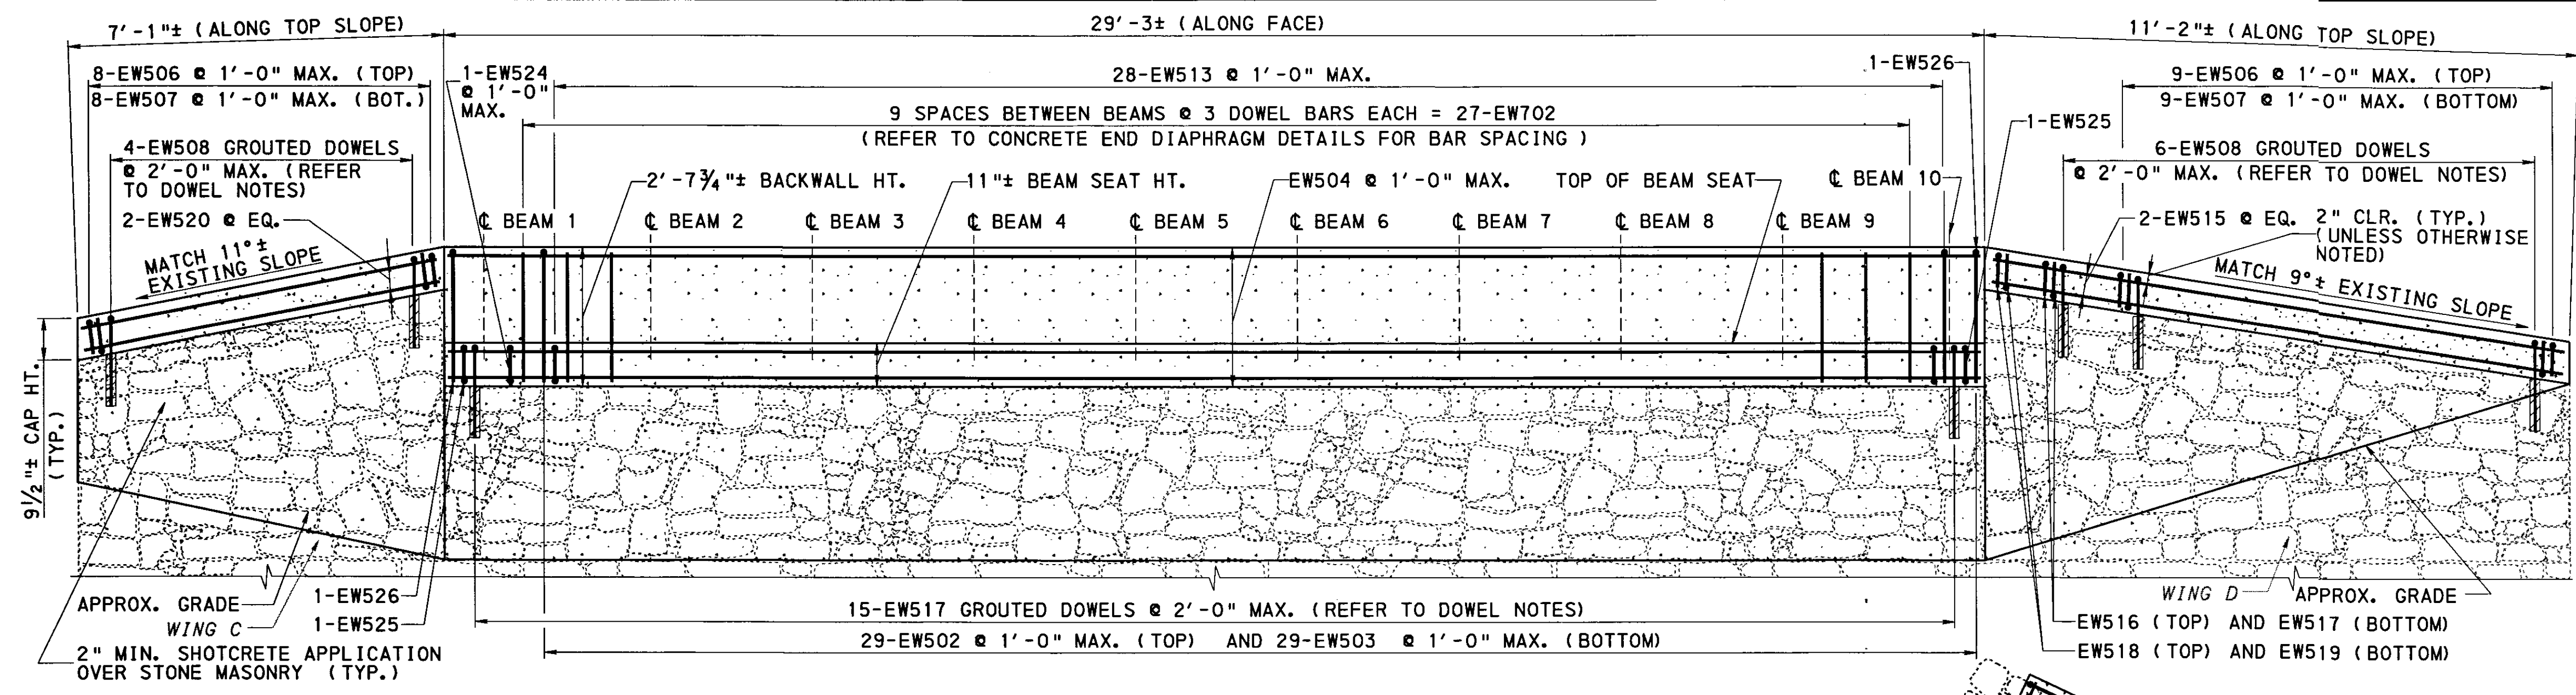 7'-1"± (ALONG TOP SLOPE)
29'-3± (ALONG FACE)
11'-2"± (ALONG TOP SLOPE)
8-EW506 @ 1'-0" MAX. (TOP)
8-EW507 @ 1'-0" MAX. (BOT.)
1-EW524
@ 1'-0"
MAX.
28-EW513 @ 1'-0" MAX.
1-EW526
9-EW506 @ 1'-0" MAX. (TOP)
9-EW507 @ 1'-0" MAX. (BOTTOM)
9 SPACES BETWEEN BEAMS @ 3 DOWEL BARS EACH = 27-EW702
(REFER TO CONCRETE END DIAPHRAGM DETAILS FOR BAR SPACING )
1-EW525
4-EW508 GROUTED DOWELS
@ 2'-0" MAX. (REFER
TO DOWEL NOTES)
6-EW508 GROUTED DOWELS
@ 2'-0" MAX. (REFER TO DOWEL NOTES)
2'-7¾"± BACKWALL HT.
11"± BEAM SEAT HT.
EW504 @ 1'-0" MAX.
TOP OF BEAM SEAT
℄ BEAM 10
2-EW520 @ EQ.
℄ BEAM 1
℄ BEAM 2
℄ BEAM 3
℄ BEAM 4
℄ BEAM 5
℄ BEAM 6
℄ BEAM 7
℄ BEAM 8
℄ BEAM 9
2-EW515 @ EQ.
2" CLR. (TYP.)
(UNLESS OTHERWISE
NOTED)
MATCH 11°±
EXISTING SLOPE
MATCH 9°± EXISTING SLOPE
9½"± CAP HT.
(TYP.)
APPROX. GRADE
WING C
1-EW526
1-EW525
2" MIN. SHOTCRETE APPLICATION
OVER STONE MASONRY (TYP.)
15-EW517 GROUTED DOWELS @ 2'-0" MAX. (REFER TO DOWEL NOTES)
29-EW502 @ 1'-0" MAX. (TOP) AND 29-EW503 @ 1'-0" MAX. (BOTTOM)
WING D
APPROX. GRADE
EW516 (TOP) AND EW517 (BOTTOM)
EW518 (TOP) AND EW519 (BOTTOM)